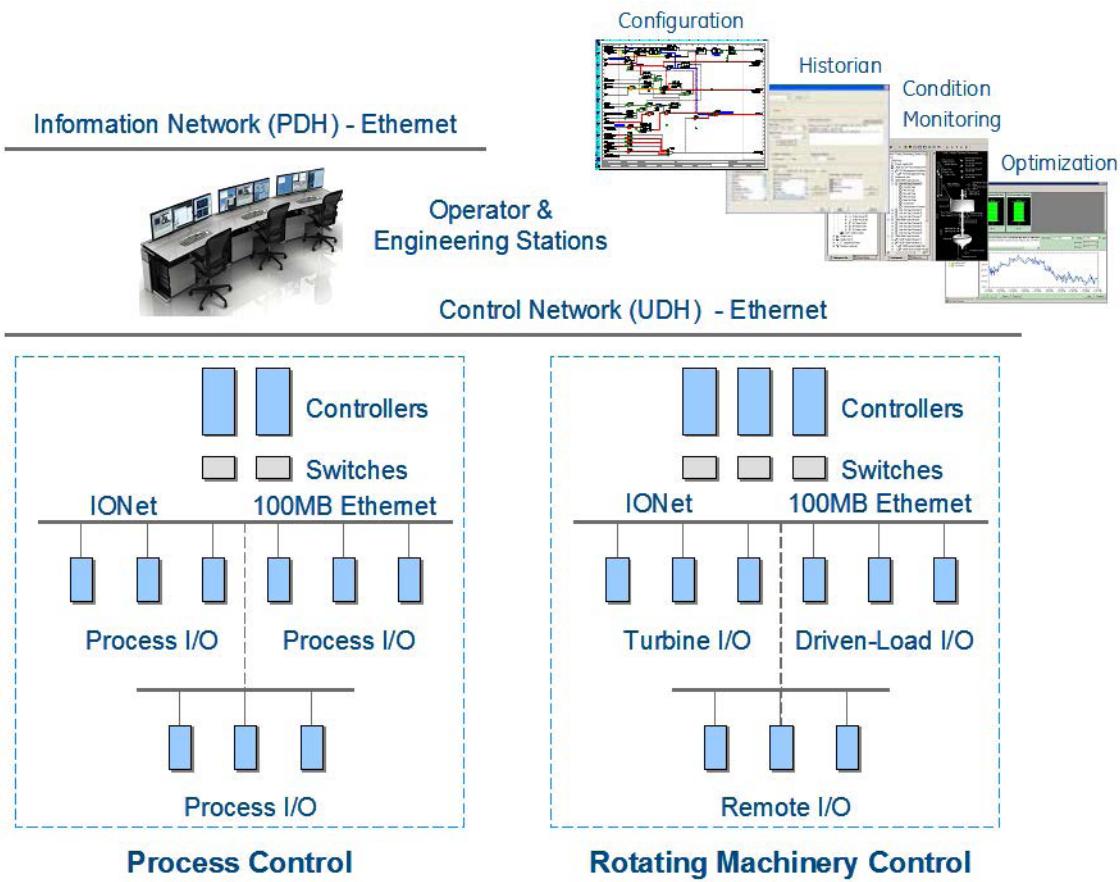 Configuration
Historian
Condition
Monitoring
Optimization
Information Network (PDH) - Ethernet
Operator &
Engineering Stations
Control Network (UDH) - Ethernet
Controllers
Switches
IONet 100MB Ethernet
Process I/O Process I/O
Process I/O
Process Control
Controllers
Switches
IONet 100MB Ethernet
Turbine I/O Driven-Load I/O
Remote I/O
Rotating Machinery Control